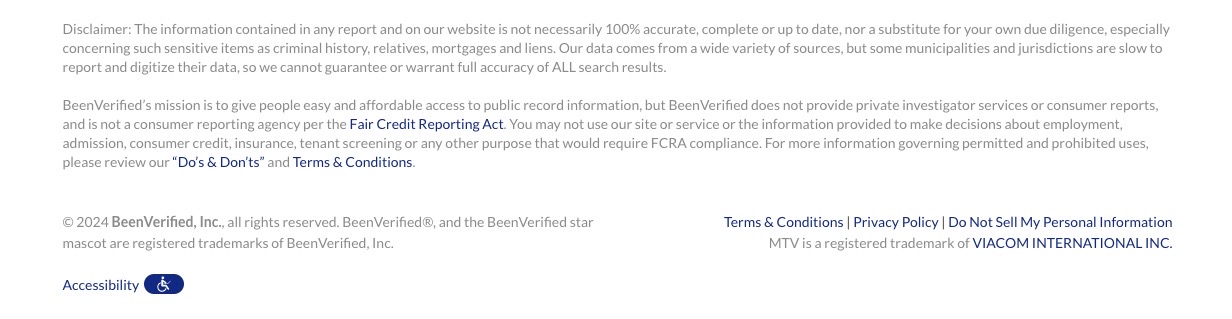 Disclaimer: The information contained in any report and on our website is not necessarily 100% accurate, complete or up to date, nor a substitute for your own due diligence, especially
concerning such sensitive items as criminal history, relatives, mortgages and liens. Our data comes from a wide variety of sources, but some municipalities and jurisdictions are slow to
report and digitize their data, so we cannot guarantee or warrant full accuracy of ALL search results.
BeenVerified's mission is to give people easy and affordable access to public record information, but BeenVerified does not provide private investigator services or consumer reports,
and is not a consumer reporting agency per the Fair Credit Reporting Act. You may not use our site or service or the information provided to make decisions about employment,
admission, consumer credit, insurance, tenant screening or any other purpose that would require FCRA compliance. For more information governing permitted and prohibited uses,
please review our “Do's & Don'ts” and Terms & Conditions.
© 2024 BeenVerified, Inc., all rights reserved. BeenVerified®, and the BeenVerified star
mascot are registered trademarks of BeenVerified, Inc.
Terms & Conditions | Privacy Policy | Do Not Sell My Personal Information
MTV is a registered trademark of VIACOM INTERNATIONAL INC.
Accessibility